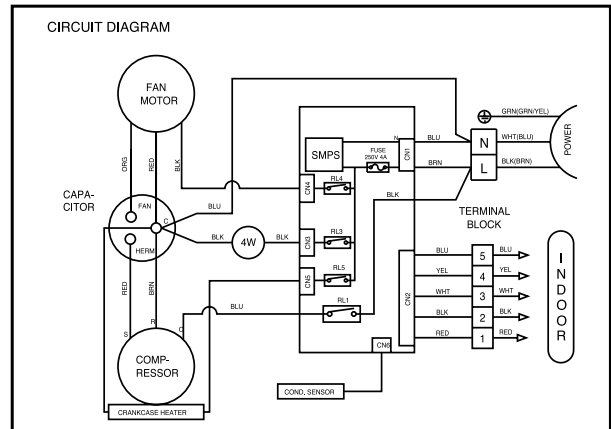 CIRCUIT DIAGRAM
FAN
MOTOR
ORG
RED
BLK
CAPA-
CITOR
FAN
C
HERM
BLU
BLK
4W
BLK
RED
BRN
S
R
C
BLU
COMP-
RESSOR
CRANKCASE HEATER
SMPS
N
FUSE
250V 4A
CN1
CN4
RL4
CN3
RL3
CN5
RL5
RL1
CN2
CN6
COND. SENSOR
BLU
BRN
BLK
N
L
GRN(GRN/YEL)
WHT(BLU)
BLK(BRN)
POWER
TERMINAL
BLOCK
BLU
5
BLU
YEL
4
YEL
WHT
3
WHT
BLK
2
BLK
RED
1
RED
INDOOR